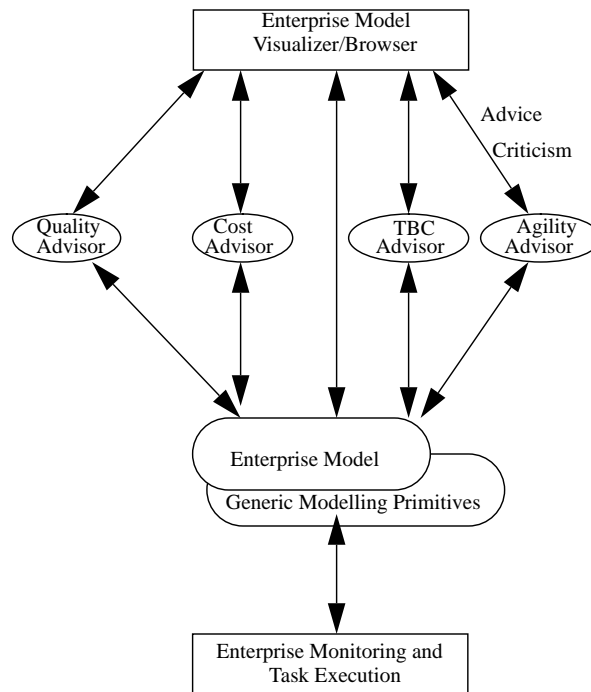 Enterprise Model
Visualizer/Browser
Advice
Criticism
Quality
Advisor
Cost
Advisor
TBC
Advisor
Agility
Advisor
Enterprise Model
Generic Modelling Primitives
Enterprise Monitoring and
Task Execution